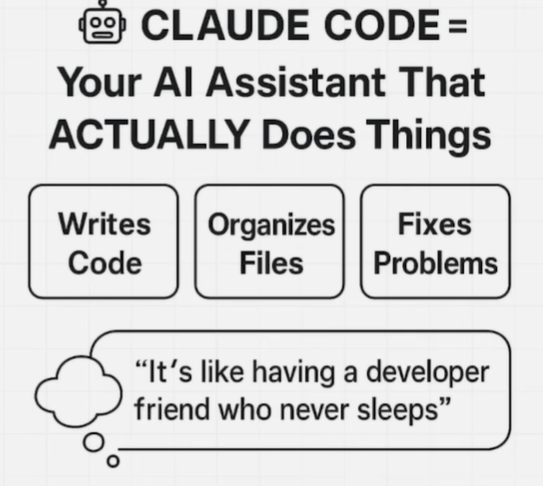 CLAUDE CODE =
Your AI Assistant That
ACTUALLY Does Things
Writes
Code
Organizes
Files
Fixes
Problems
“It’s like having a developer
friend who never sleeps”